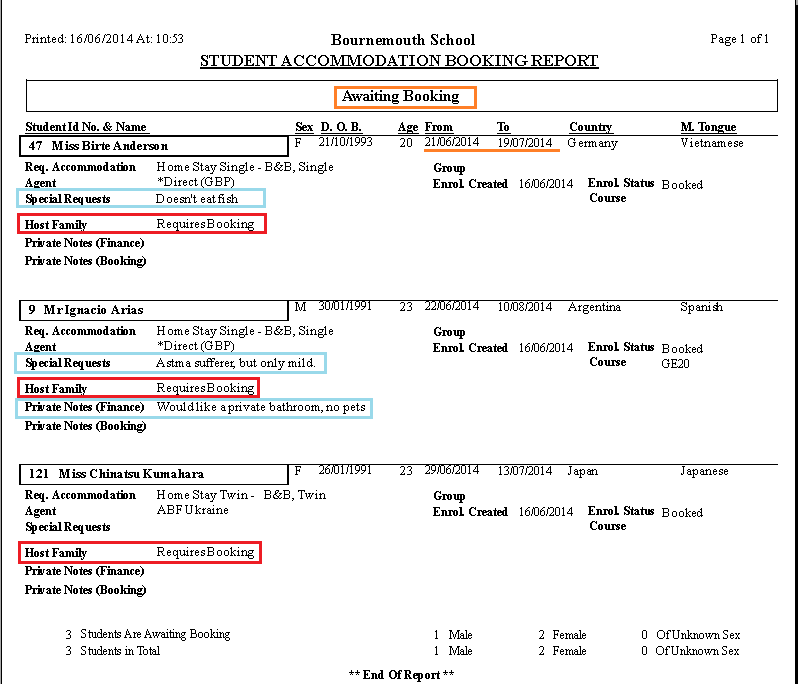 Printed: 16/06/2014 At: 10:53 Bournemouth School Page 1 of 1
STUDENT ACCOMMODATION BOOKING REPORT
Awaiting Booking
Student Id No. & Name Sex D. O. B. Age From To Country M. Tongue
47 Miss Birte Anderson F 21/10/1993 20 21/06/2014 19/07/2014 Germany Vietnamese
Req. Accommodation Home Stay Single - B&B, Single Group
Agent *Direct (GBP) Enrol. Created 16/06/2014 Enrol. Status Booked
Special Requests Doesn't eat fish Course
Host Family Requires Booking
Private Notes (Finance)
Private Notes (Booking)
9 Mr Ignacio Arias M 30/01/1991 23 22/06/2014 10/08/2014 Argentina Spanish
Req. Accommodation Home Stay Single - B&B, Single Group
Agent *Direct (GBP) Enrol. Created 16/06/2014 Enrol. Status Booked
Special Requests Astma sufferer, but only mild. Course GE20
Host Family Requires Booking
Private Notes (Finance) Would like a private bathroom, no pets
Private Notes (Booking)
121 Miss Chinatsu Kumahara F 26/01/1991 23 29/06/2014 13/07/2014 Japan Japanese
Req. Accommodation Home Stay Twin - B&B, Twin Group
Agent ABF Ukraine Enrol. Created 16/06/2014 Enrol. Status Booked
Special Requests Course
Host Family Requires Booking
Private Notes (Finance)
Private Notes (Booking)
3 Students Are Awaiting Booking 1 Male 2 Female 0 Of Unknown Sex
3 Students in Total 1 Male 2 Female 0 Of Unknown Sex
** End Of Report **